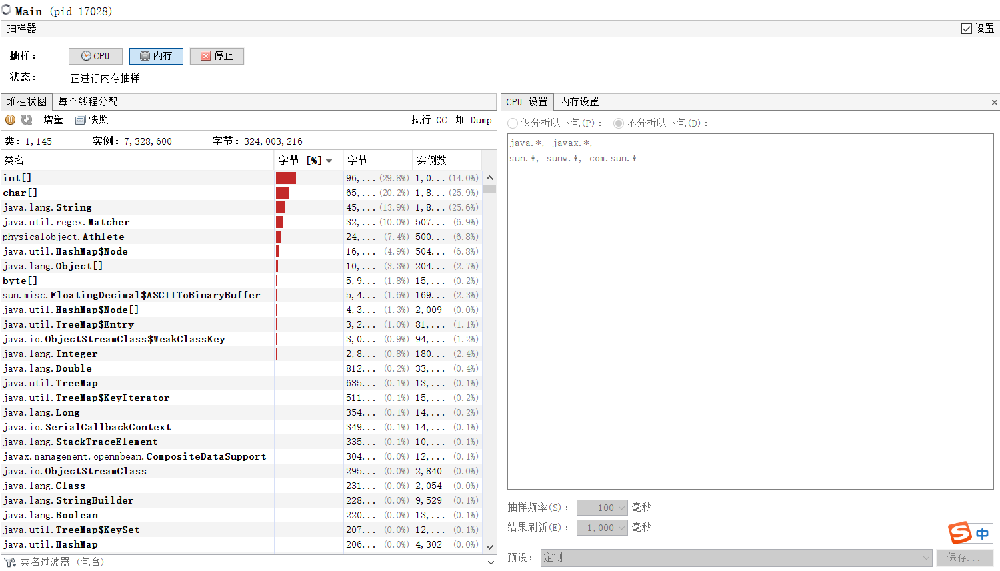 Main (pid 17028)
抽样器 设置
抽样： CPU 内存 停止
状态： 正进行内存抽样
堆柱状图 每个线程分配
增量 快照 执行 GC 堆 Dump
类：1,145 实例：7,328,600 字节：324,003,216
类名 字节 [%] 字节 实例数
int[] 96,... (29.8%) 1,0... (14.0%)
char[] 65,... (20.2%) 1,8... (25.9%)
java.lang.String 45,... (13.9%) 1,8... (25.6%)
java.util.regex.Matcher 32,... (10.0%) 507... (6.9%)
physicalobject.Athlete 24,... (7.4%) 500... (6.8%)
java.util.HashMap$Node 16,... (4.9%) 504... (6.8%)
java.lang.Object[] 10,... (3.3%) 204... (2.7%)
byte[] 5,9... (1.8%) 15,... (0.2%)
sun.misc.FloatingDecimal$ASCIIToBinaryBuffer 5,4... (1.6%) 169... (2.3%)
java.util.HashMap$Node[] 4,3... (1.3%) 2,009 (0.0%)
java.util.TreeMap$Entry 3,2... (1.0%) 81,... (1.1%)
java.io.ObjectStreamClass$WeakClassKey 3,0... (0.9%) 94,... (1.2%)
java.lang.Integer 2,8... (0.8%) 180... (2.4%)
java.lang.Double 812... (0.2%) 33,... (0.4%)
java.util.TreeMap 635... (0.1%) 13,... (0.1%)
java.util.TreeMap$KeyIterator 511... (0.1%) 15,... (0.2%)
java.lang.Long 354... (0.1%) 14,... (0.2%)
java.io.SerialCallbackContext 349... (0.1%) 14,... (0.1%)
java.lang.StackTraceElement 335... (0.1%) 10,... (0.1%)
javax.management.openmbean.CompositeDataSupport 304... (0.0%) 12,... (0.1%)
java.io.ObjectStreamClass 295... (0.0%) 2,840 (0.0%)
java.lang.Class 231... (0.0%) 2,054 (0.0%)
java.lang.StringBuilder 228... (0.0%) 9,529 (0.1%)
java.lang.Boolean 220... (0.0%) 13,... (0.1%)
java.util.TreeMap$KeySet 207... (0.0%) 12,... (0.1%)
java.util.HashMap 206... (0.0%) 4,302 (0.0%)
类名过滤器 （包含）
CPU 设置 内存设置 ×
仅分析以下包(P)： 不分析以下包(D)：
java.*, javax.*,
sun.*, sunw.*, com.sun.*
抽样频率(S)： 100 毫秒
结果刷新(E)： 1,000 毫秒
S 中
预设： 定制 保存...